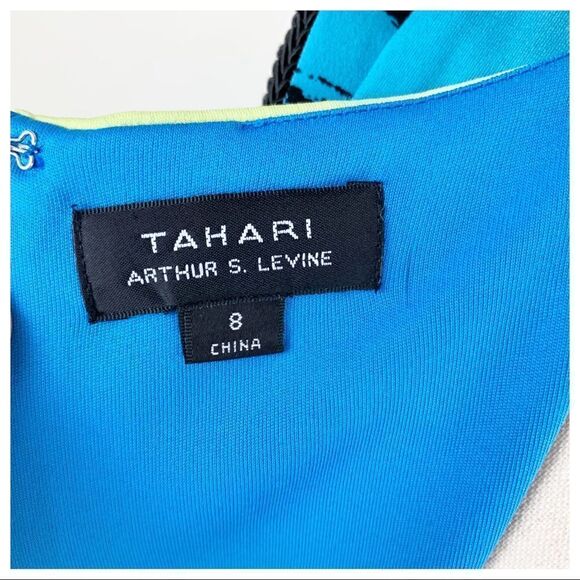 TAHARI
ARTHUR S. LEVINE
8
CHINA